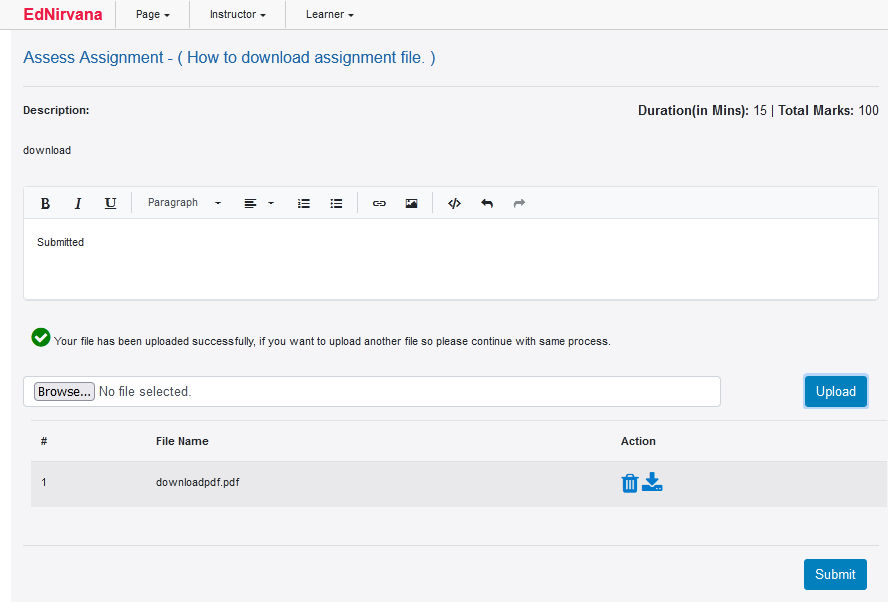 EdNirvana Page Instructor Learner
Assess Assignment - ( How to download assignment file. )
Description: Duration(in Mins): 15 | Total Marks: 100
download
B I U Paragraph
Submitted
Your file has been uploaded successfully, if you want to upload another file so please continue with same process.
Browse... No file selected. Upload
# File Name Action
1 downloadpdf.pdf
Submit